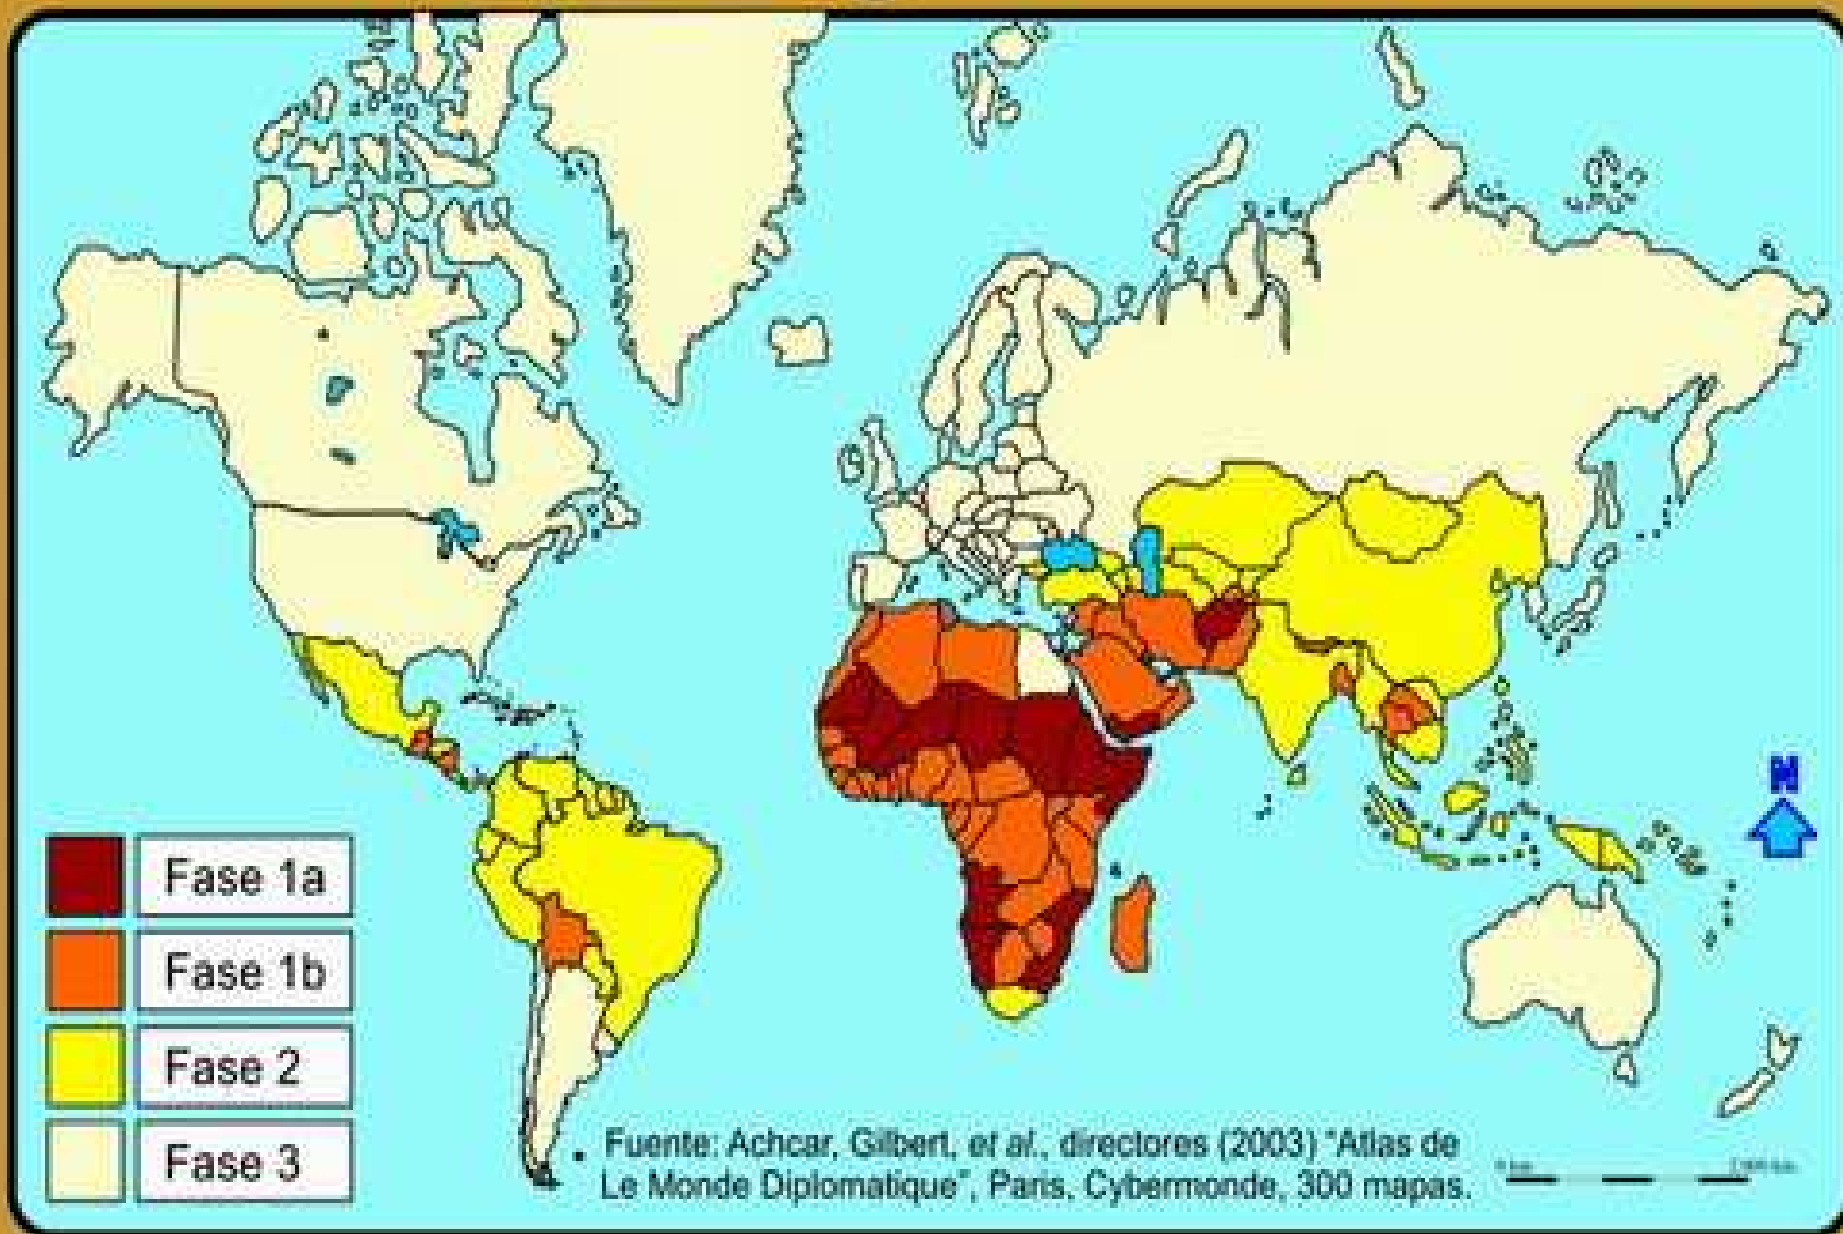 N
Fase 1a
Fase 1b
Fase 2
Fase 3
Fuente: Achcar, Gilbert, et al., directores (2003) "Atlas de
Le Monde Diplomatique", Paris, Cybermonde, 300 mapas.